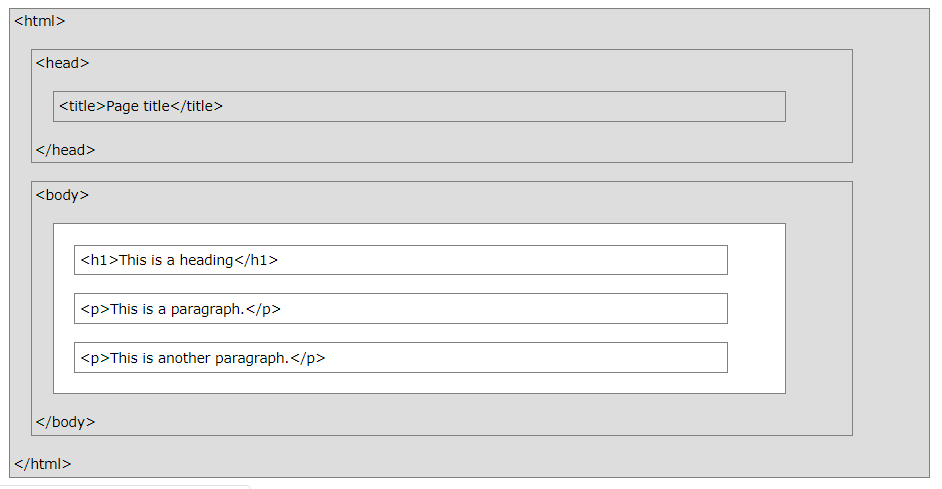 <html>
<head>
<title>Page title</title>
</head>
<body>
<h1>This is a heading</h1>
<p>This is a paragraph.</p>
<p>This is another paragraph.</p>
</body>
</html>